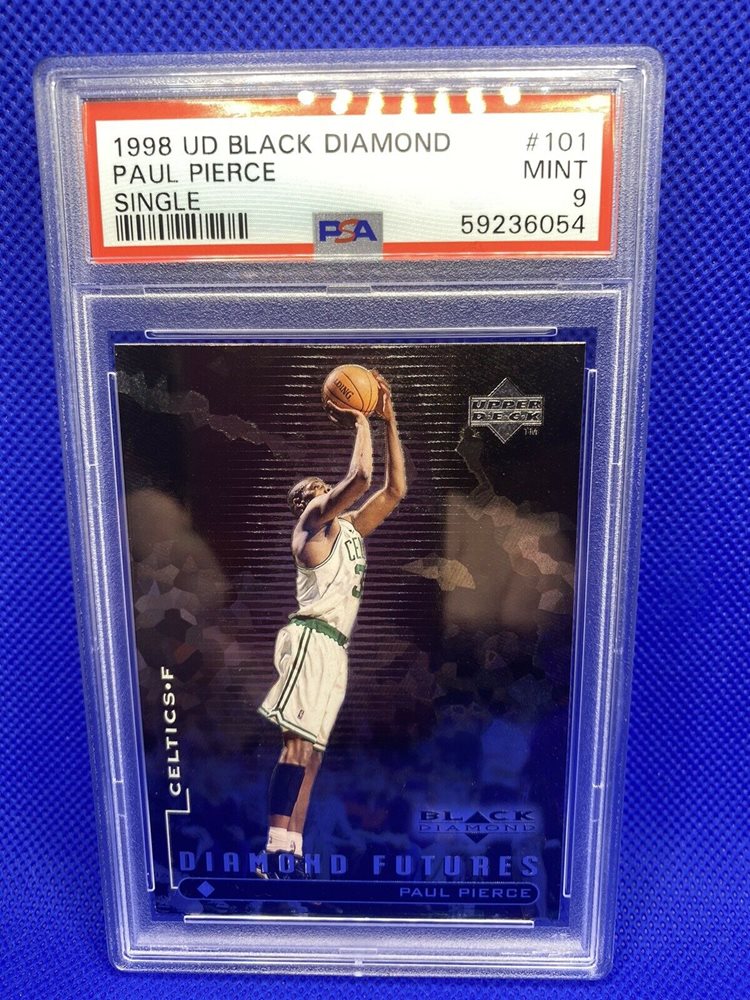 1998 UD BLACK DIAMOND #101
PAUL PIERCE MINT
SINGLE 9
PSA 59236054
UPPER
DECK
TM
CELTICS•F
BLACK
DIAMOND
DIAMOND FUTURES
PAUL PIERCE